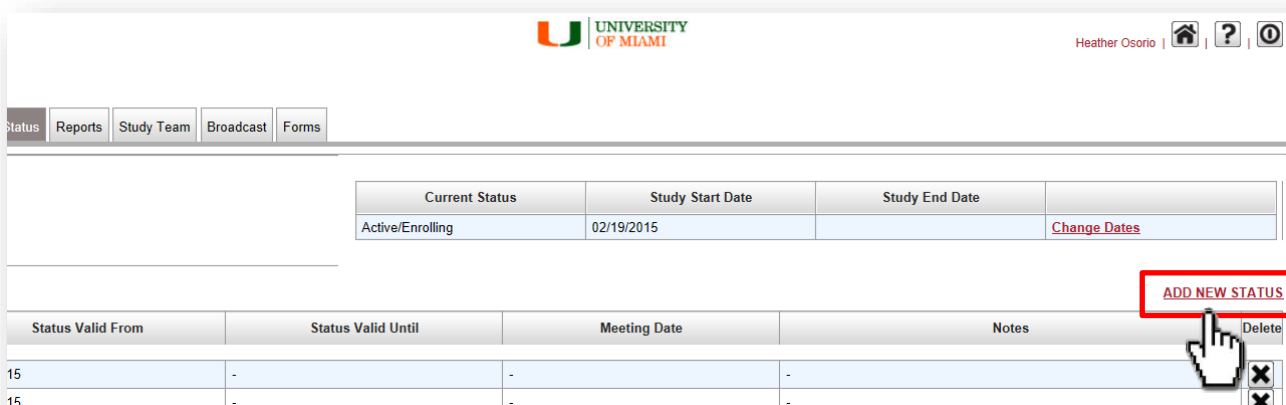 UNIVERSITY
OF MIAMI
Heather Osorio | | ? |
Status Reports Study Team Broadcast Forms
Current Status Study Start Date Study End Date
Active/Enrolling 02/19/2015 Change Dates
ADD NEW STATUS
Status Valid From Status Valid Until Meeting Date Notes Delete
15 - - -
15 - - -